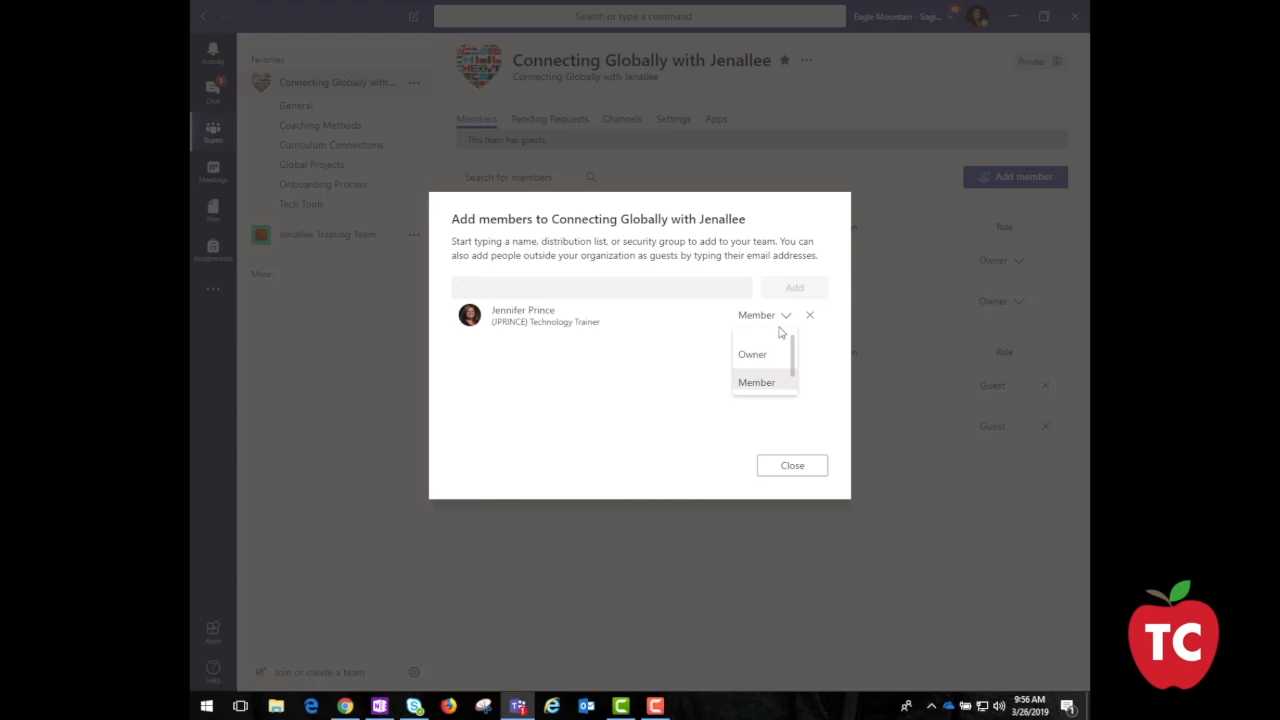 Search or type a command
Eagle Mountain - Sagi...
Activity
Chat
Teams
Meetings
Files
Assignments
Apps
Help
Favorites
Connecting Globally with...
General
Coaching Methods
Curriculum Connections
Global Projects
Onboarding Process
Tech Tools
Jenallee Training Team
More
Join or create a team
Connecting Globally with Jenallee
Connecting Globally with Jenallee
Private
Members Pending Requests Channels Settings Apps
This team has guests.
Search for members
Add member
Role
Owner
Owner
Role
Guest
Guest
Add members to Connecting Globally with Jenallee
Start typing a name, distribution list, or security group to add to your team. You can
also add people outside your organization as guests by typing their email addresses.
Add
Jennifer Prince
(JPRINCE) Technology Trainer
Member
Owner
Member
Close
TC
9:56 AM
3/26/2019